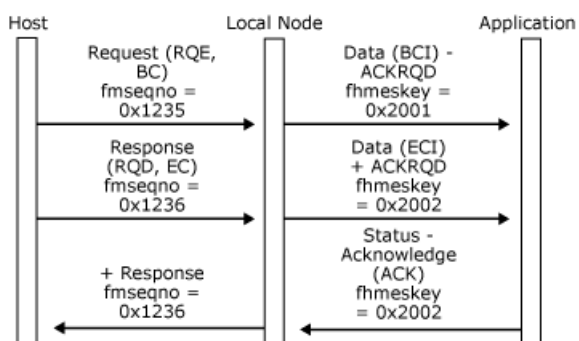 Host
Local Node
Application
Request (RQE,
BC)
fmseqno =
0x1235
Data (BCI) -
ACKRQD
fhmeskey =
0x2001
Response
(RQD, EC)
fmseqno =
0x1236
Data (ECI)
+ ACKRQD
fhmeskey
= 0x2002
Status -
Acknowledge
(ACK)
fhmeskey
= 0x2002
+ Response
fmseqno =
0x1236